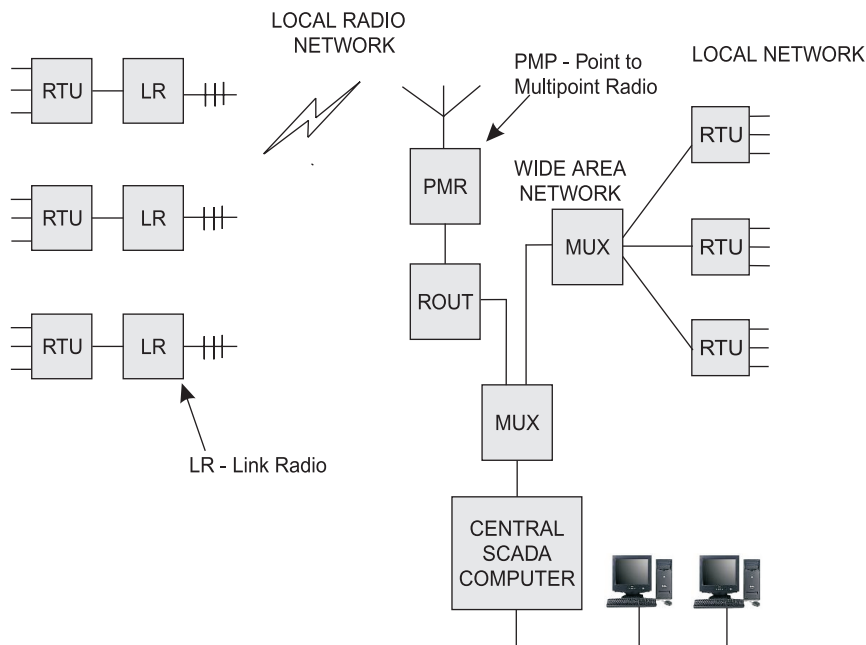 LOCAL RADIO
NETWORK
PMP - Point to
Multipoint Radio
LOCAL NETWORK
RTU
LR
RTU
PMR
WIDE AREA
NETWORK
RTU
LR
MUX
RTU
ROUT
RTU
LR
RTU
MUX
LR - Link Radio
CENTRAL
SCADA
COMPUTER